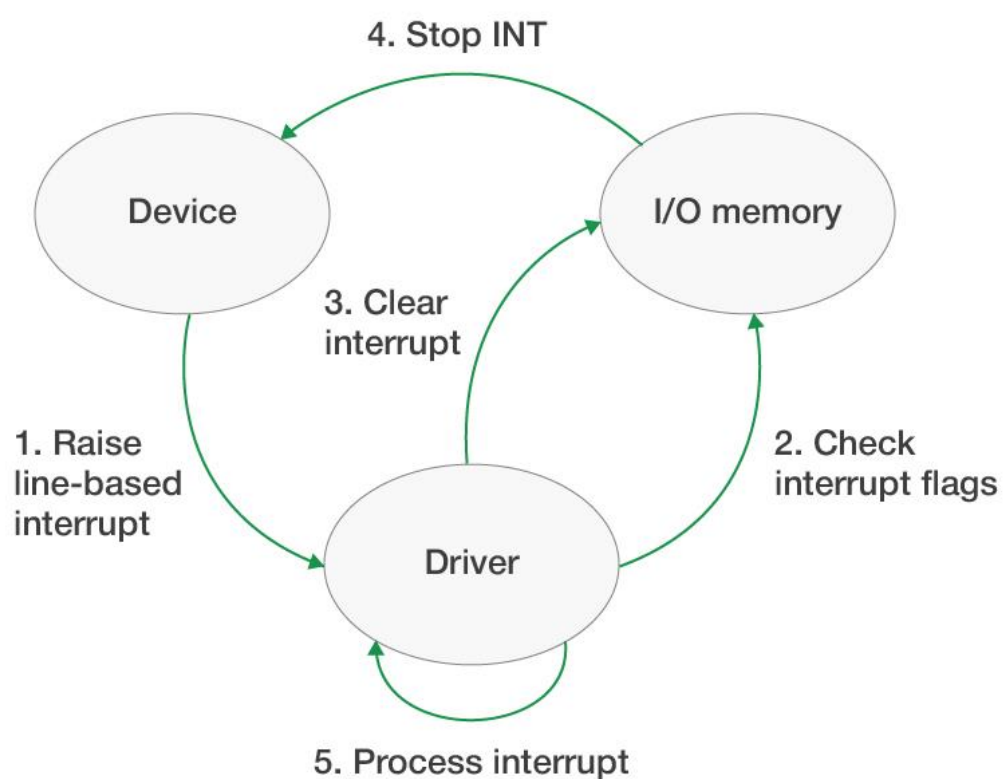 4. Stop INT
Device
I/O memory
3. Clear
interrupt
1. Raise
line-based
interrupt
2. Check
interrupt flags
Driver
5. Process interrupt